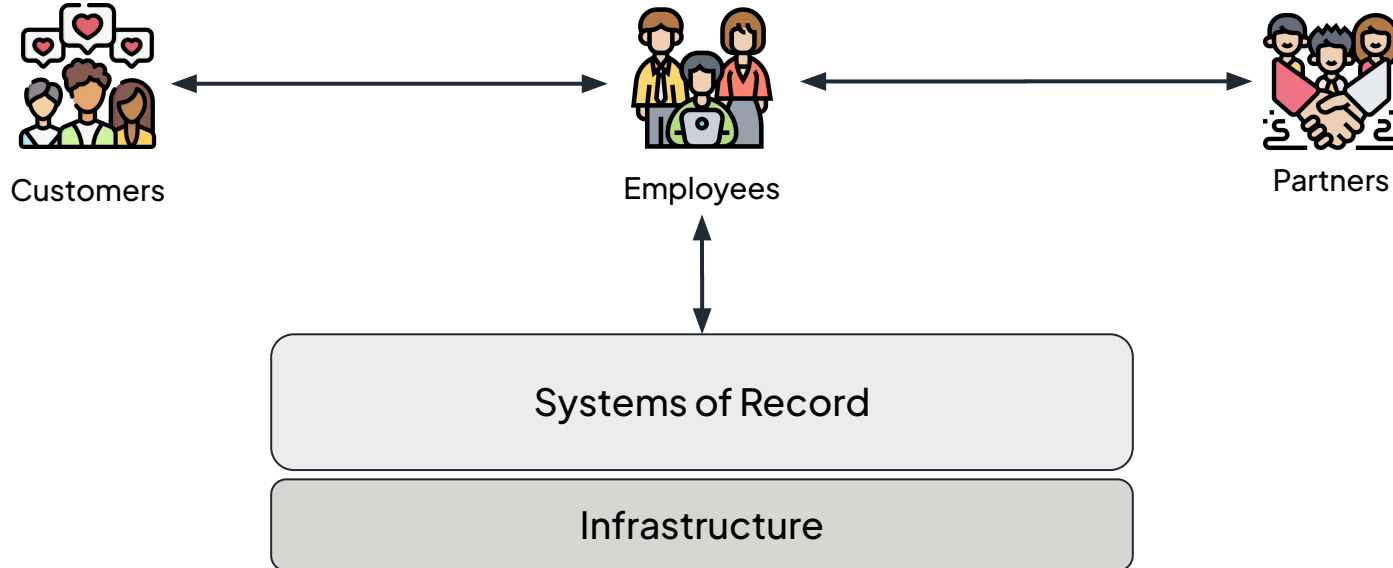 Customers
Employees
Partners
Systems of Record
Infrastructure